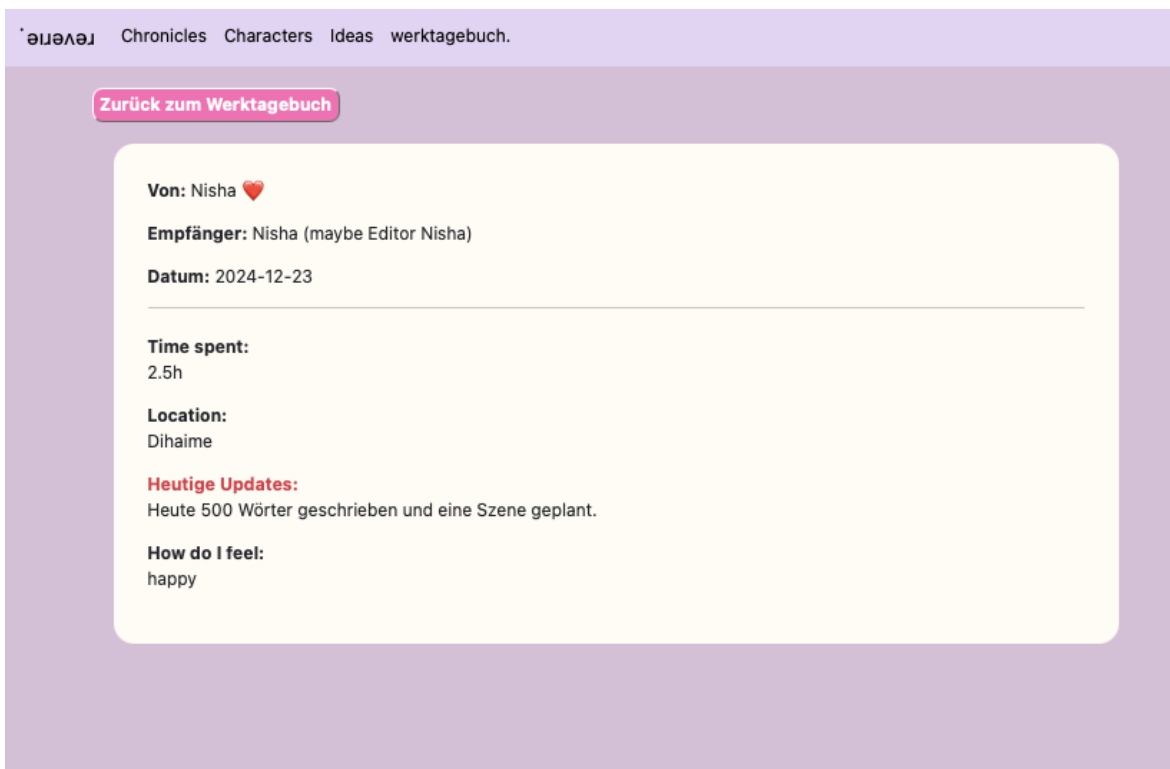 reverie.
Chronicles Characters Ideas werktagebuch.
Zurück zum Werktagebuch
Von: Nisha ❤️
Empfänger: Nisha (maybe Editor Nisha)
Datum: 2024-12-23
Time spent:
2.5h
Location:
Dihaime
Heutige Updates:
Heute 500 Wörter geschrieben und eine Szene geplant.
How do I feel:
happy